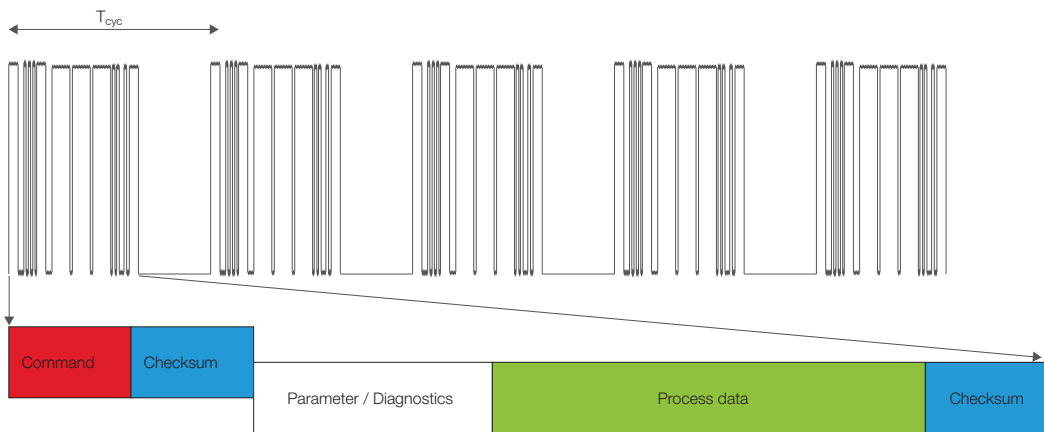 Tcyc
Command
Checksum
Parameter / Diagnostics
Process data
Checksum